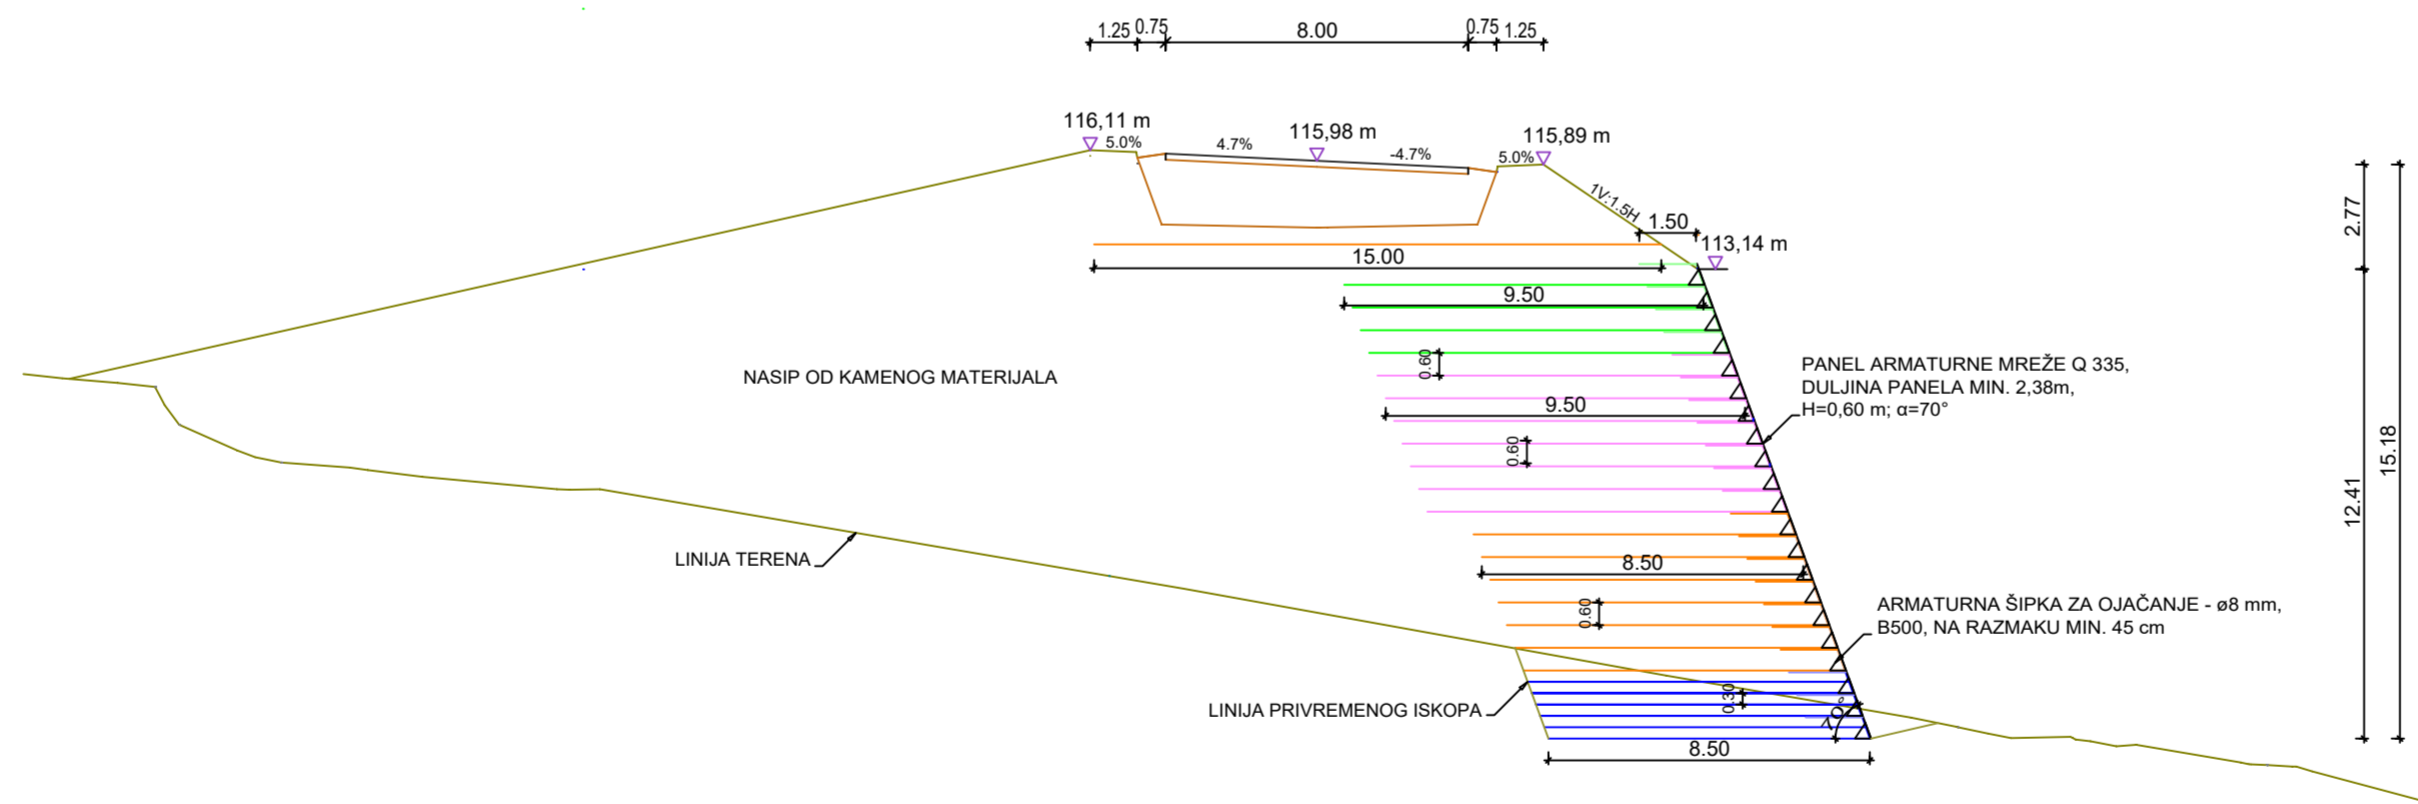 1.25 0.75 8.00 0.75 1.25
116,11 m
5.0%
4.7%
115,98 m
-4.7%
115,89 m
5.0%
1V:1.5H
1.50
113,14 m
15.00
9.50
2.77
0.60
NASIP OD KAMENOG MATERIJALA
PANEL ARMATURNE MREŽE Q 335,
DULJINA PANELA MIN. 2,38m,
H=0,60 m; α=70°
9.50
0.60
15.18
12.41
LINIJA TERENA
8.50
0.60
ARMATURNA ŠIPKA ZA OJAČANJE - ø8 mm,
B500, NA RAZMAKU MIN. 45 cm
LINIJA PRIVREMENOG ISKOPA
0.30
70°
8.50